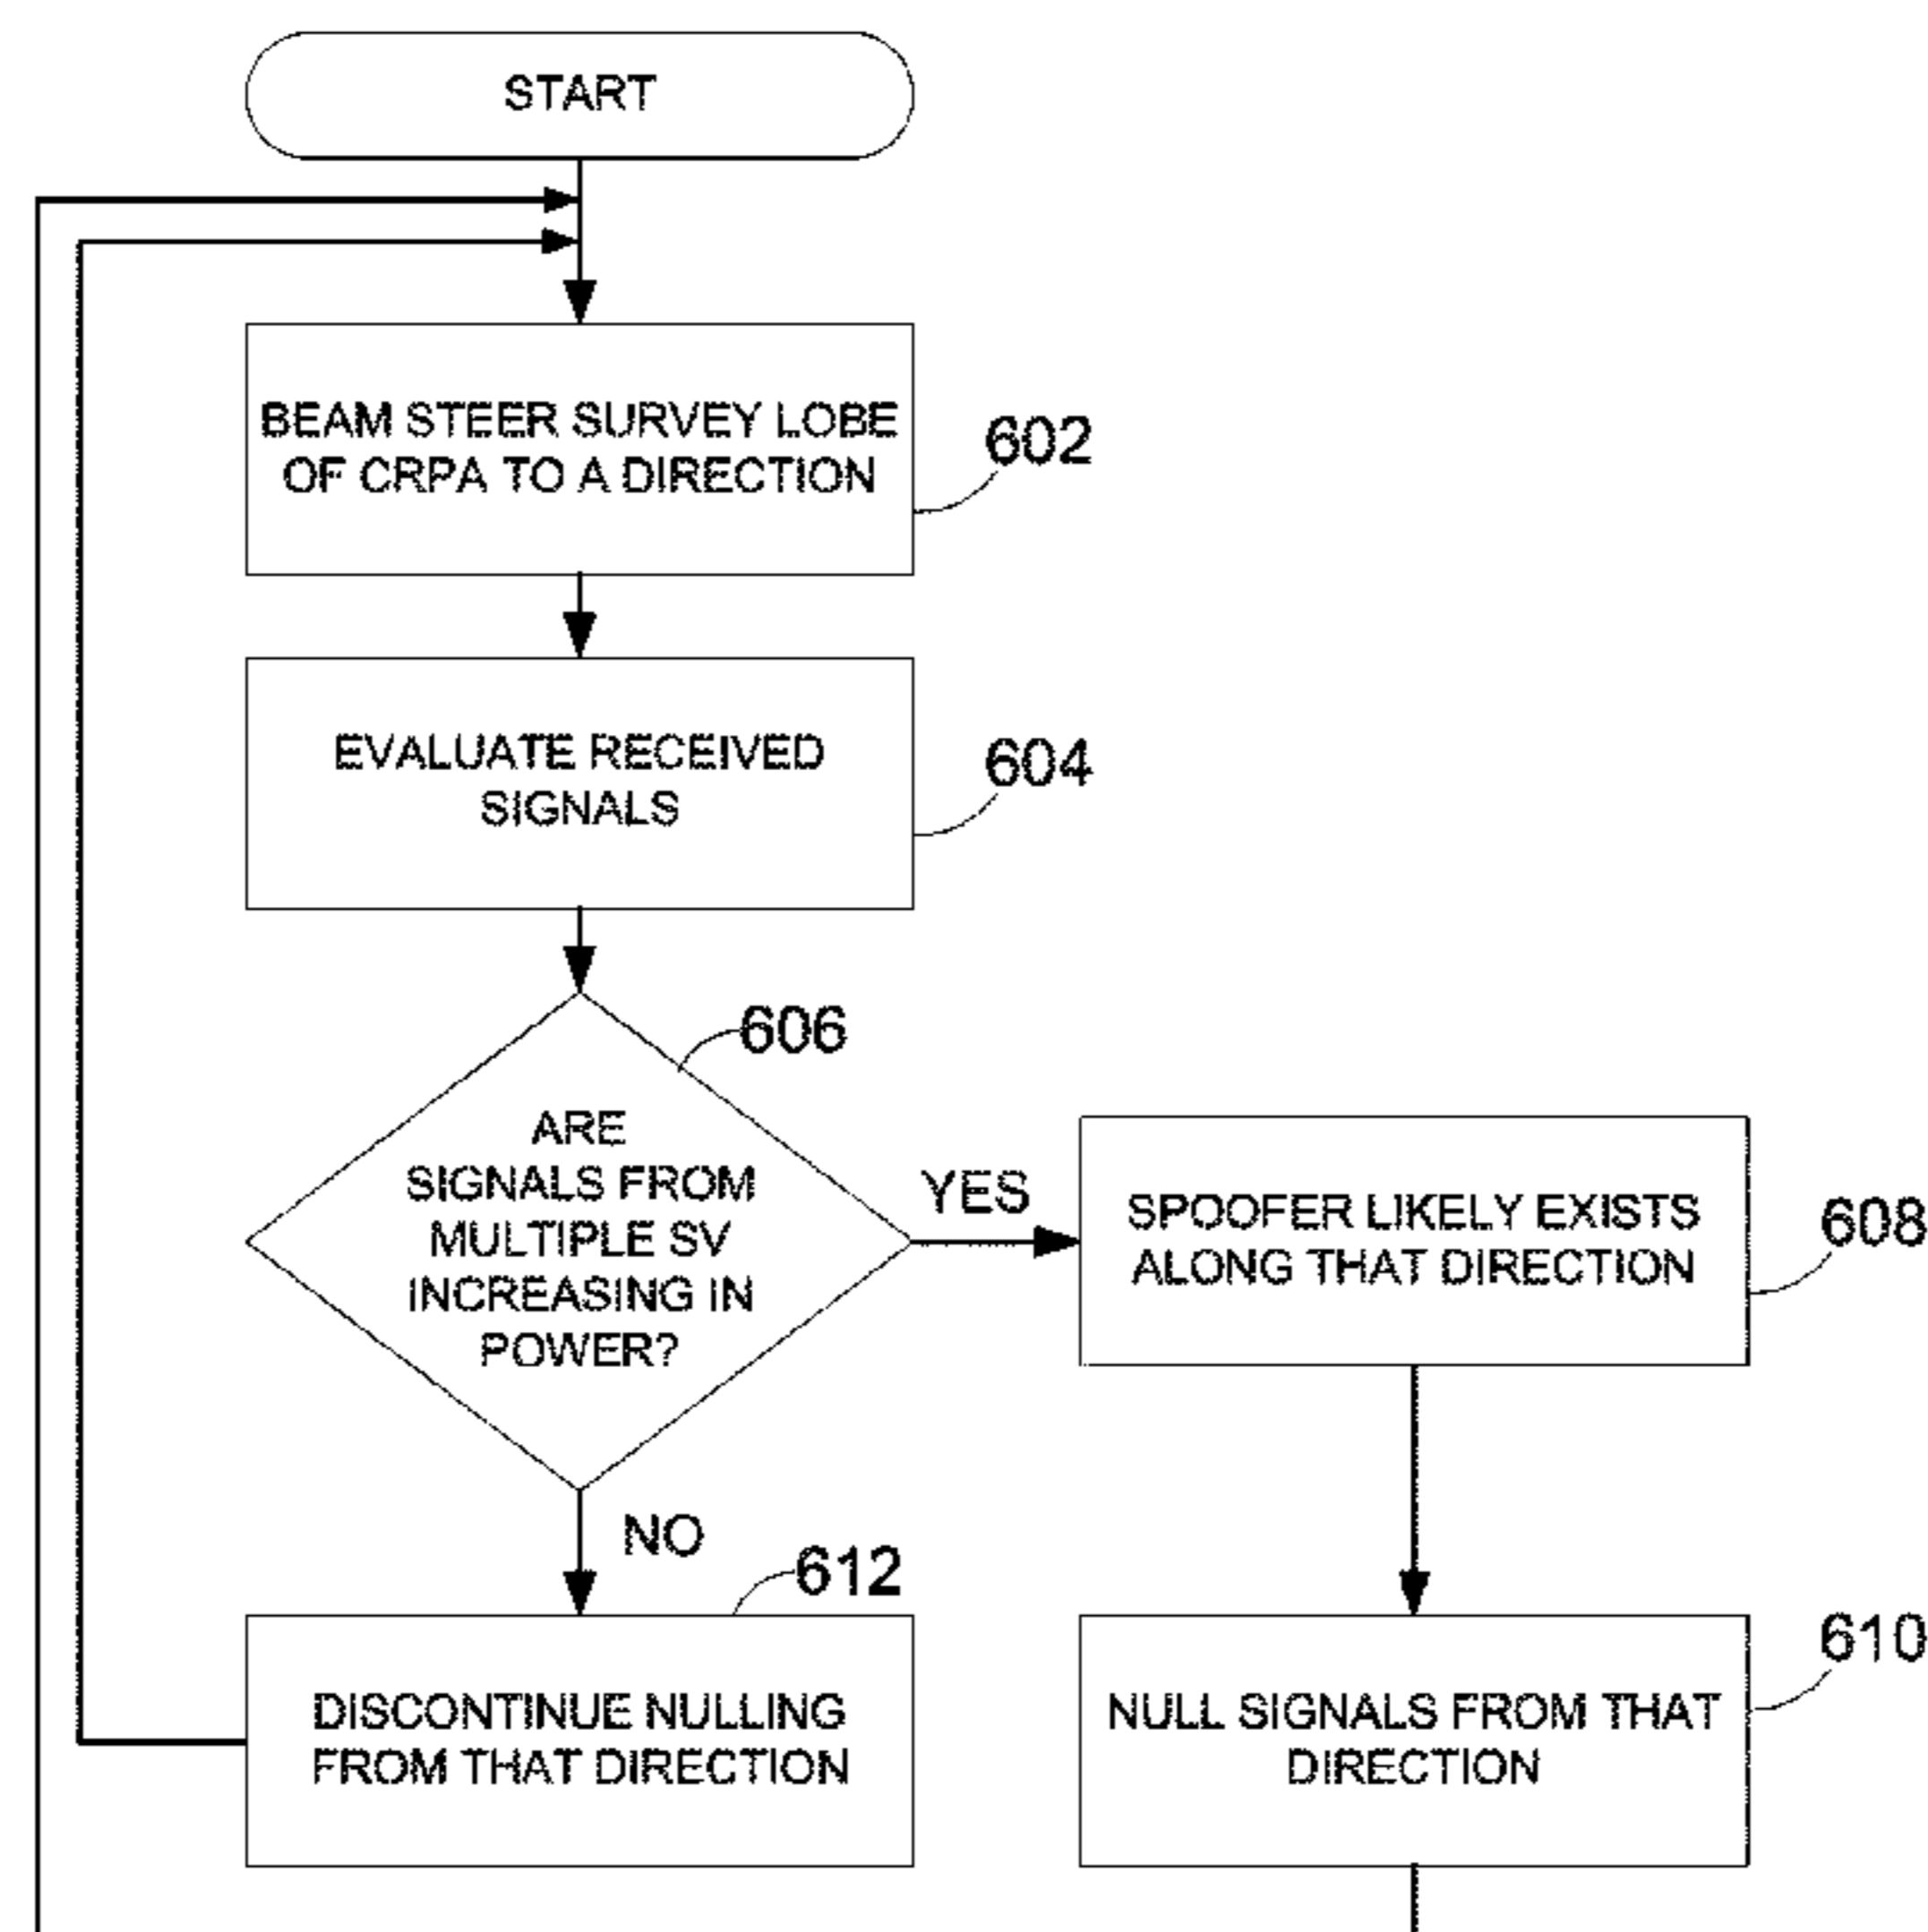 START
BEAM STEER SURVEY LOBE
OF CRPA TO A DIRECTION
602
EVALUATE RECEIVED
SIGNALS
604
606
ARE
SIGNALS FROM
MULTIPLE SV
INCREASING IN
POWER?
YES
SPOOFER LIKELY EXISTS
ALONG THAT DIRECTION
608
NO
612
DISCONTINUE NULLING
FROM THAT DIRECTION
NULL SIGNALS FROM THAT
DIRECTION
610